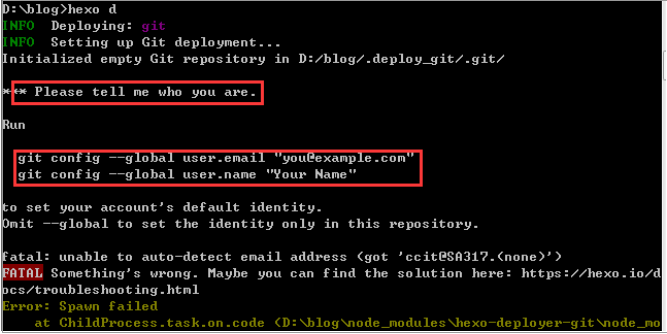 D:\blog>hexo d
INFO  Deploying: git
INFO  Setting up Git deployment...
Initialized empty Git repository in D:/blog/.deploy_git/.git/
*** Please tell me who you are.
Run
  git config --global user.email "you@example.com"
  git config --global user.name "Your Name"
to set your account's default identity.
Omit --global to set the identity only in this repository.
fatal: unable to auto-detect email address (got 'ccit@SA317.(none)')
FATAL Something's wrong. Maybe you can find the solution here: https://hexo.io/d
ocs/troubleshooting.html
Error: Spawn failed
    at ChildProcess.task.on.code (D:\blog\node_modules\hexo-deployer-git\node_mo